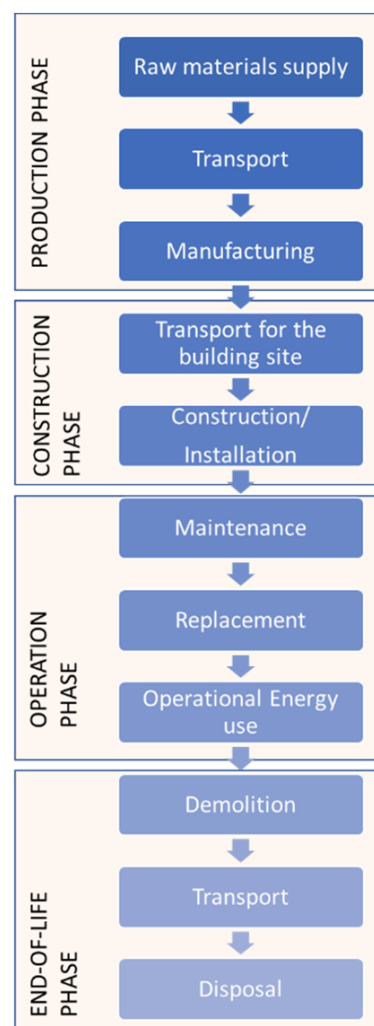 PRODUCTION PHASE
Raw materials supply
Transport
Manufacturing
CONSTRUCTION
PHASE
Transport for the
building site
Construction/
Installation
OPERATION
PHASE
Maintenance
Replacement
Operational Energy
use
END-OF-LIFE
PHASE
Demolition
Transport
Disposal